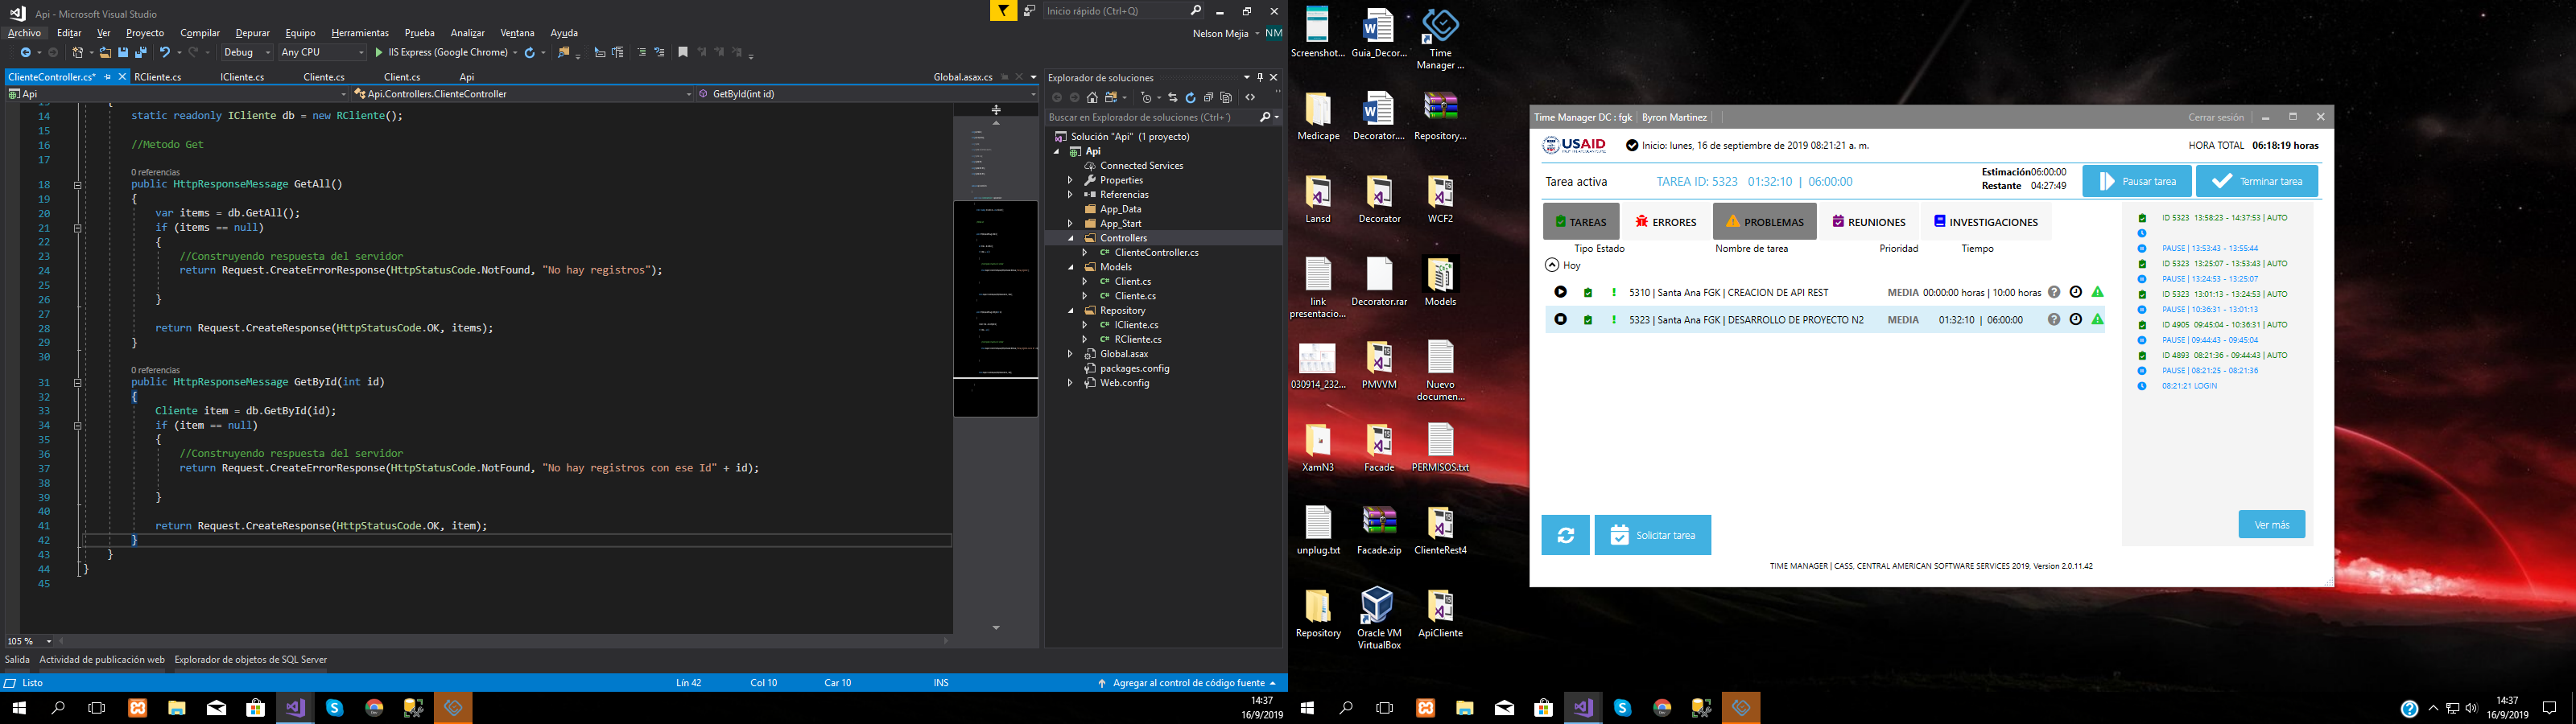 Api - Microsoft Visual Studio
Inicio rápido (Ctrl+Q)
Archivo Editar Ver Proyecto Compilar Depurar Equipo Herramientas Prueba Analizar Ventana Ayuda
Nelson Mejia NM
Debug Any CPU IIS Express (Google Chrome)
ClienteController.cs* RCliente.cs ICliente.cs Cliente.cs Client.cs Api Global.asax.cs
Api Api.Controllers.ClienteController GetById(int id)
14 static readonly ICliente db = new RCliente();
15
16 //Metodo Get
17
0 referencias
18 public HttpResponseMessage GetAll()
19 {
20 var items = db.GetAll();
21 if (items == null)
22 {
23 //Construyendo respuesta del servidor
24 return Request.CreateErrorResponse(HttpStatusCode.NotFound, "No hay registros");
25
26 }
27
28 return Request.CreateResponse(HttpStatusCode.OK, items);
29 }
30
0 referencias
31 public HttpResponseMessage GetById(int id)
32 {
33 Cliente item = db.GetById(id);
34 if (item == null)
35 {
36 //Construyendo respuesta del servidor
37 return Request.CreateErrorResponse(HttpStatusCode.NotFound, "No hay registros con ese Id" + id);
38
39 }
40
41 return Request.CreateResponse(HttpStatusCode.OK, item);
42 }
43 }
44 }
45
105 %
Explorador de soluciones
Buscar en Explorador de soluciones (Ctrl+´)
Solución "Api" (1 proyecto)
Api
Connected Services
Properties
Referencias
App_Data
App_Start
Controllers
ClienteController.cs
Models
Client.cs
Cliente.cs
Repository
ICliente.cs
RCliente.cs
Global.asax
packages.config
Web.config
Salida Actividad de publicación web Explorador de objetos de SQL Server
Listo Lín 42 Col 10 Car 10 INS Agregar al control de código fuente
14:37
16/9/2019
Screenshot... Guia_Decor... Time Manager ...
Medicape Decorator.... Repository...
Lansd Decorator WCF2
link presentacio... Decorator.rar Models
030914_232... PMVVM Nuevo documen...
XamN3 Facade PERMISOS.txt
unplug.txt Facade.zip ClienteRest4
Repository Oracle VM VirtualBox ApiCliente
Time Manager DC : fgk Byron Martinez Cerrar sesión
USAID Inicio: lunes, 16 de septiembre de 2019 08:21:21 a. m. HORA TOTAL 06:18:19 horas
Tarea activa TAREA ID: 5323 01:32:10 | 06:00:00
Estimación06:00:00
Restante 04:27:49
Pausar tarea Terminar tarea
TAREAS ERRORES PROBLEMAS REUNIONES INVESTIGACIONES
Tipo Estado Nombre de tarea Prioridad Tiempo
Hoy
5310 | Santa Ana FGK | CREACION DE API REST MEDIA 00:00:00 horas | 10:00 horas
5323 | Santa Ana FGK | DESARROLLO DE PROYECTO N2 MEDIA 01:32:10 | 06:00:00
ID 5323 13:58:23 - 14:37:53 | AUTO
PAUSE | 13:53:43 - 13:55:44
ID 5323 13:25:07 - 13:53:43 | AUTO
PAUSE | 13:24:53 - 13:25:07
ID 5323 13:01:13 - 13:24:53 | AUTO
PAUSE | 10:36:31 - 13:01:13
ID 4905 09:45:04 - 10:36:31 | AUTO
PAUSE | 09:44:43 - 09:45:04
ID 4893 08:21:36 - 09:44:43 | AUTO
PAUSE | 08:21:25 - 08:21:36
08:21:21 LOGIN
Ver más
Solicitar tarea
TIME MANAGER | CASS, CENTRAL AMERICAN SOFTWARE SERVICES 2019, Version 2.0.11.42
14:37
16/9/2019